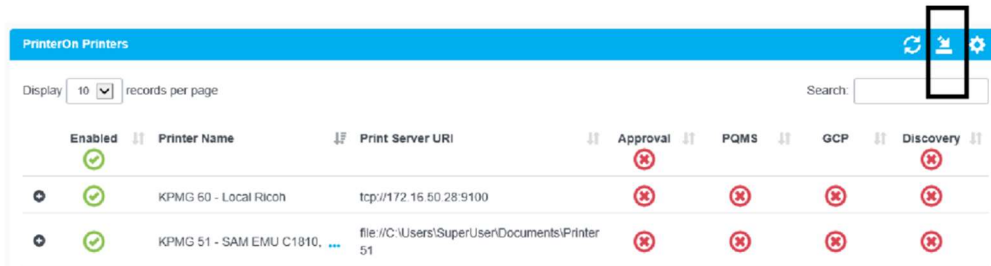 PrinterOn Printers
Display 10 records per page Search:
Enabled Printer Name Print Server URI Approval PQMS GCP Discovery
KPMG 60 - Local Ricoh tcp://172.16.50.28:9100
KPMG 51 - SAM EMU C1810, ... file://C:\Users\SuperUser\Documents\Printer
51